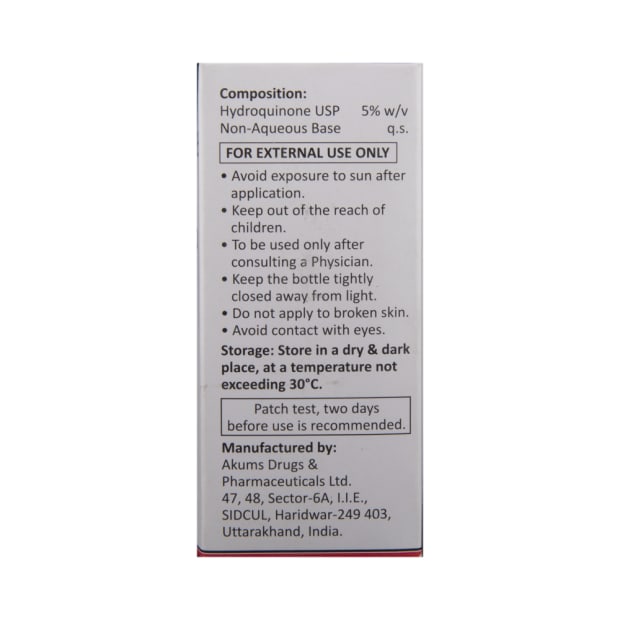 Composition:
Hydroquinone USP 5% w/v
Non-Aqueous Base q.s.
FOR EXTERNAL USE ONLY
• Avoid exposure to sun after
application.
• Keep out of the reach of
children.
• To be used only after
consulting a Physician.
• Keep the bottle tightly
closed away from light.
• Do not apply to broken skin.
• Avoid contact with eyes.
Storage: Store in a dry & dark
place, at a temperature not
exceeding 30°C.
Patch test, two days
before use is recommended.
Manufactured by:
Akums Drugs &
Pharmaceuticals Ltd.
47, 48, Sector-6A, I.I.E.,
SIDCUL, Haridwar-249 403,
Uttarakhand, India.